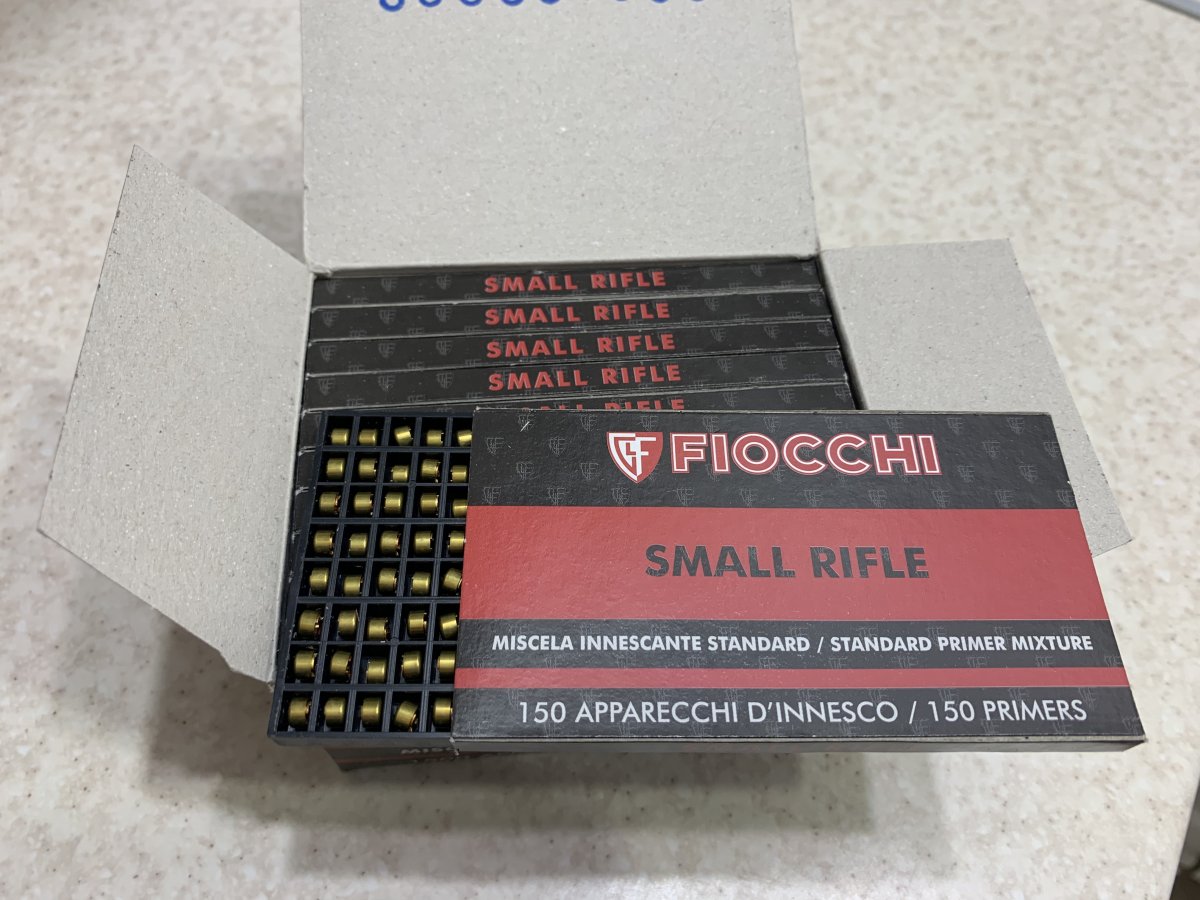 SMALL RIFLE
SMALL RIFLE
SMALL RIFLE
SMALL RIFLE
RIFLE
FIOCCHI
SMALL RIFLE
MISCELA INNESCANTE STANDARD / STANDARD PRIMER MIXTURE
150 APPARECCHI D'INNESCO / 150 PRIMERS